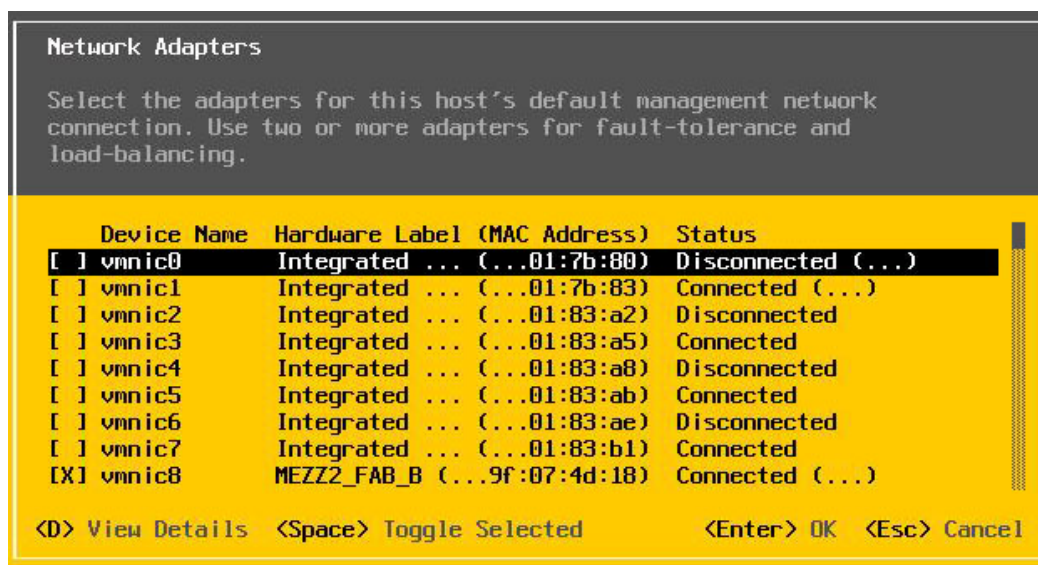 Network Adapters
Select the adapters for this host's default management network
connection. Use two or more adapters for fault-tolerance and
load-balancing.
Device Name Hardware Label (MAC Address) Status
[ ] vmnic0 Integrated ... (...01:7b:80) Disconnected (...)
[ ] vmnic1 Integrated ... (...01:7b:83) Connected (...)
[ ] vmnic2 Integrated ... (...01:83:a2) Disconnected
[ ] vmnic3 Integrated ... (...01:83:a5) Connected
[ ] vmnic4 Integrated ... (...01:83:a8) Disconnected
[ ] vmnic5 Integrated ... (...01:83:ab) Connected
[ ] vmnic6 Integrated ... (...01:83:ae) Disconnected
[ ] vmnic7 Integrated ... (...01:83:b1) Connected
[X] vmnic8 MEZZ2_FAB_B (...9f:07:4d:18) Connected (...)
<D> View Details <Space> Toggle Selected <Enter> OK <Esc> Cancel